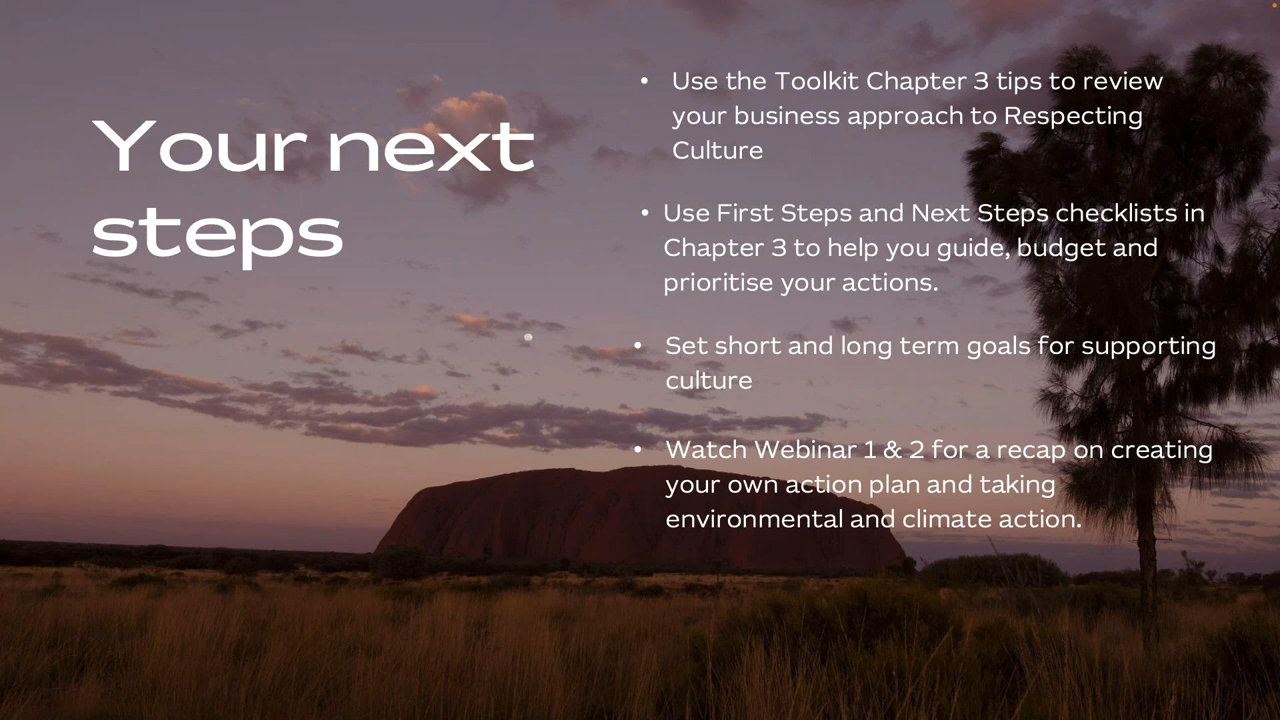 Your next
steps
• Use the Toolkit Chapter 3 tips to review
your business approach to Respecting
Culture
• Use First Steps and Next Steps checklists in
Chapter 3 to help you guide, budget and
prioritise your actions.
• Set short and long term goals for supporting
culture
• Watch Webinar 1 & 2 for a recap on creating
your own action plan and taking
environmental and climate action.